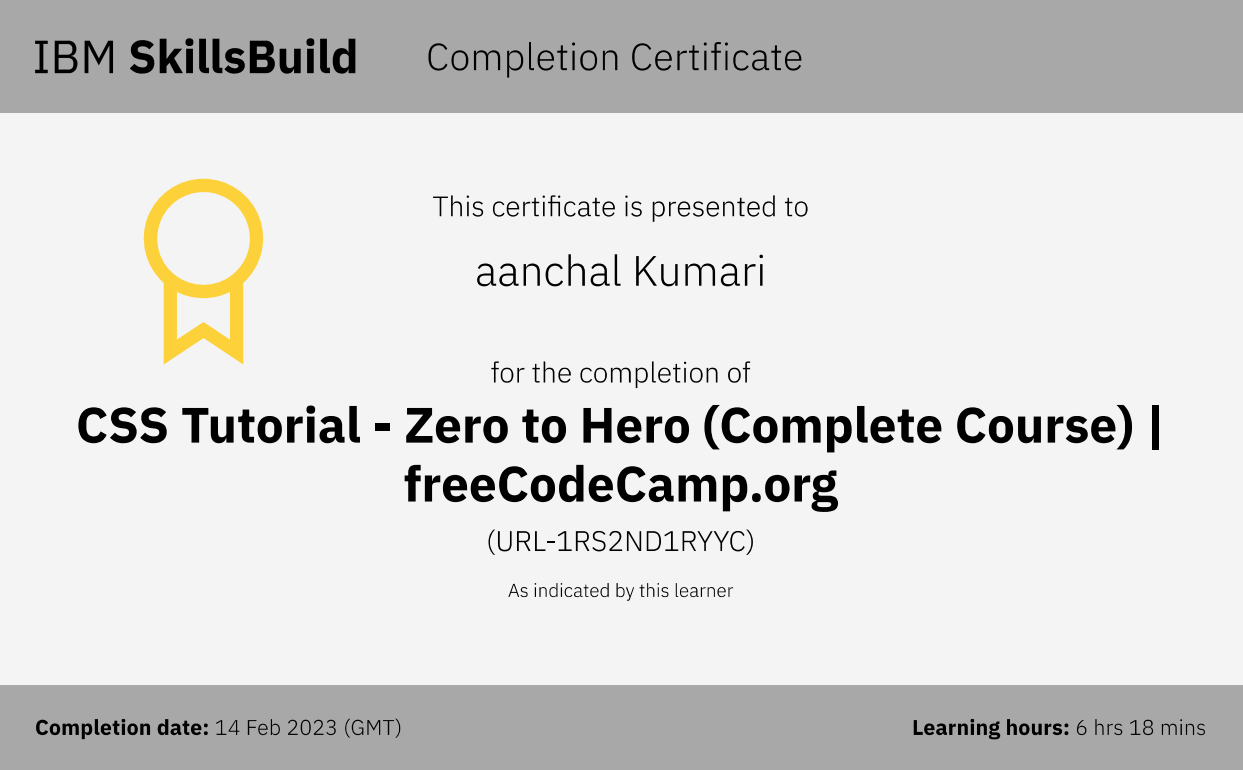 IBM SkillsBuild Completion Certificate
This certificate is presented to
aanchal Kumari
for the completion of
CSS Tutorial - Zero to Hero (Complete Course) |
freeCodeCamp.org
(URL-1RS2ND1RYYC)
As indicated by this learner
Completion date: 14 Feb 2023 (GMT)
Learning hours: 6 hrs 18 mins